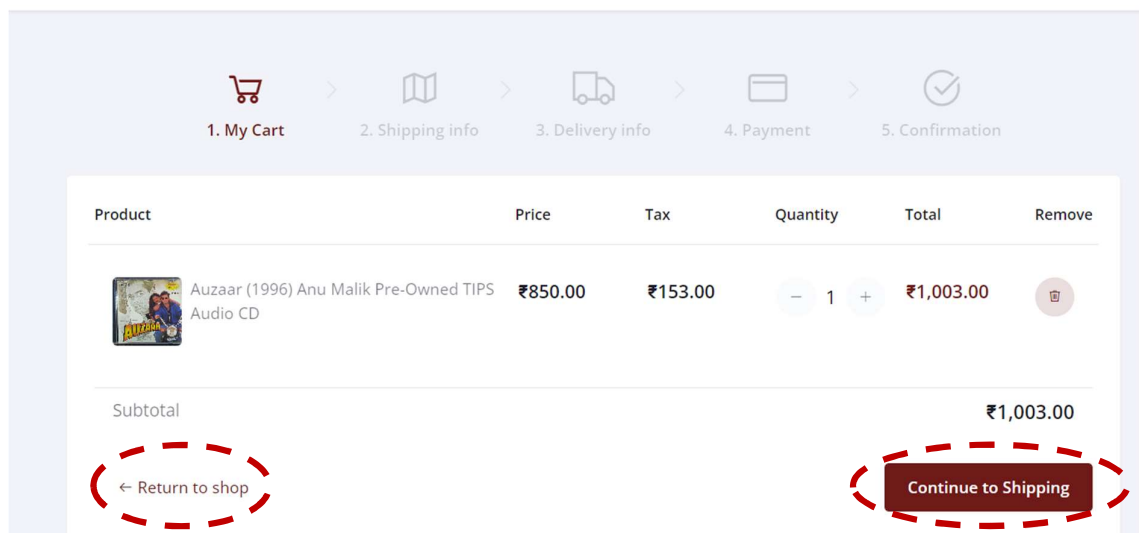 1. My Cart
2. Shipping info
3. Delivery info
4. Payment
5. Confirmation
Product Price Tax Quantity Total Remove
Auzaar (1996) Anu Malik Pre-Owned TIPS ₹850.00 ₹153.00 − 1 + ₹1,003.00
Audio CD
AUZAAR
Subtotal ₹1,003.00
← Return to shop Continue to Shipping